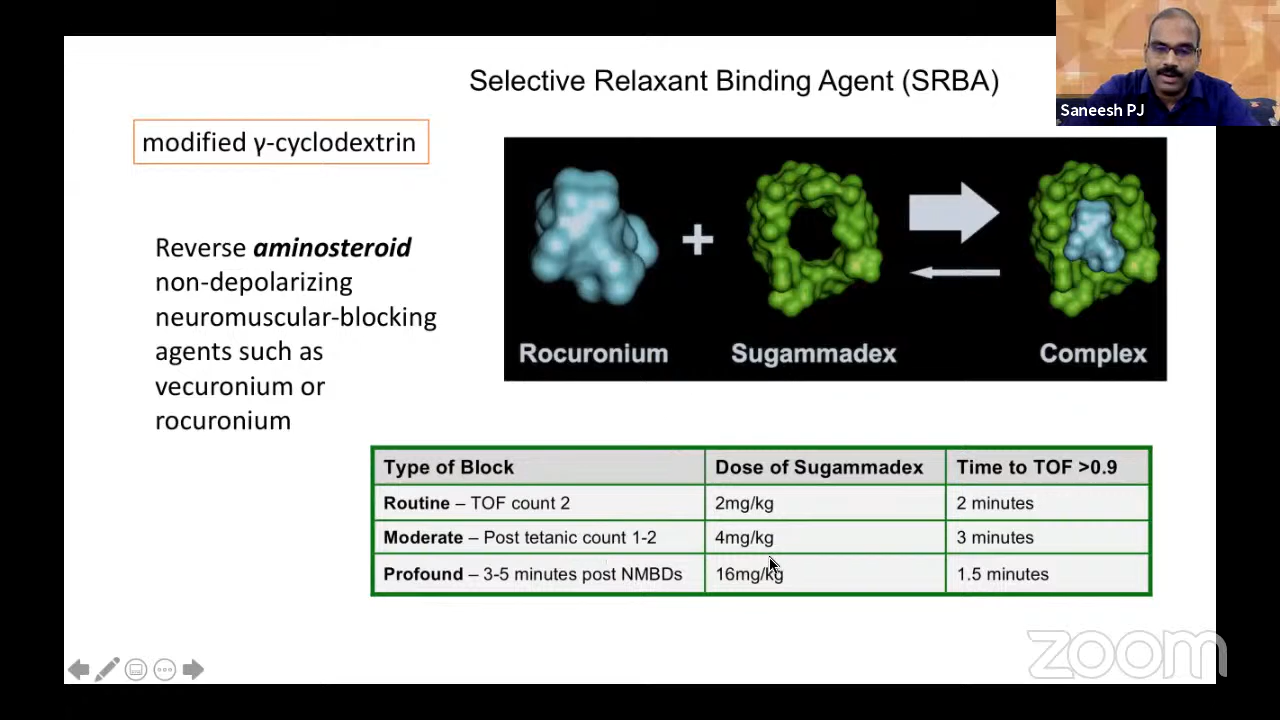 Selective Relaxant Binding Agent (SRBA)
Saneesh PJ
modified γ-cyclodextrin
Reverse aminosteroid
non-depolarizing
neuromuscular-blocking
agents such as
vecuronium or
rocuronium
Rocuronium
Sugammadex
Complex
Type of Block Dose of Sugammadex Time to TOF >0.9
Routine – TOF count 2 2mg/kg 2 minutes
Moderate – Post tetanic count 1-2 4mg/kg 3 minutes
Profound – 3-5 minutes post NMBDs 16mg/kg 1.5 minutes
zoom